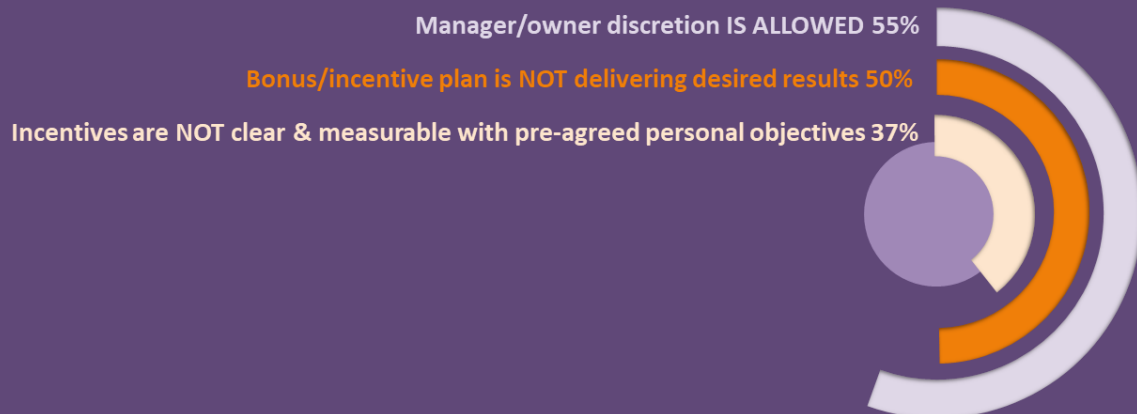 Manager/owner discretion IS ALLOWED 55%
Bonus/incentive plan is NOT delivering desired results 50%
Incentives are NOT clear & measurable with pre-agreed personal objectives 37%